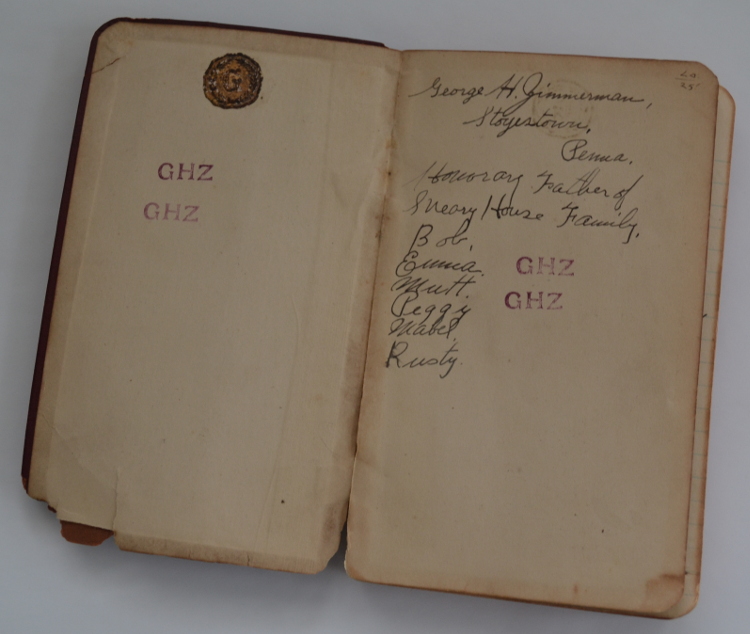 G
GHZ
GHZ
George H. Zimmerman,
Stoyestown,
Penna.
Honorary Father of
House Family.
Bob,
Emma.
Mutt.
Peggy
Mabel
Rusty.
GHZ
GHZ